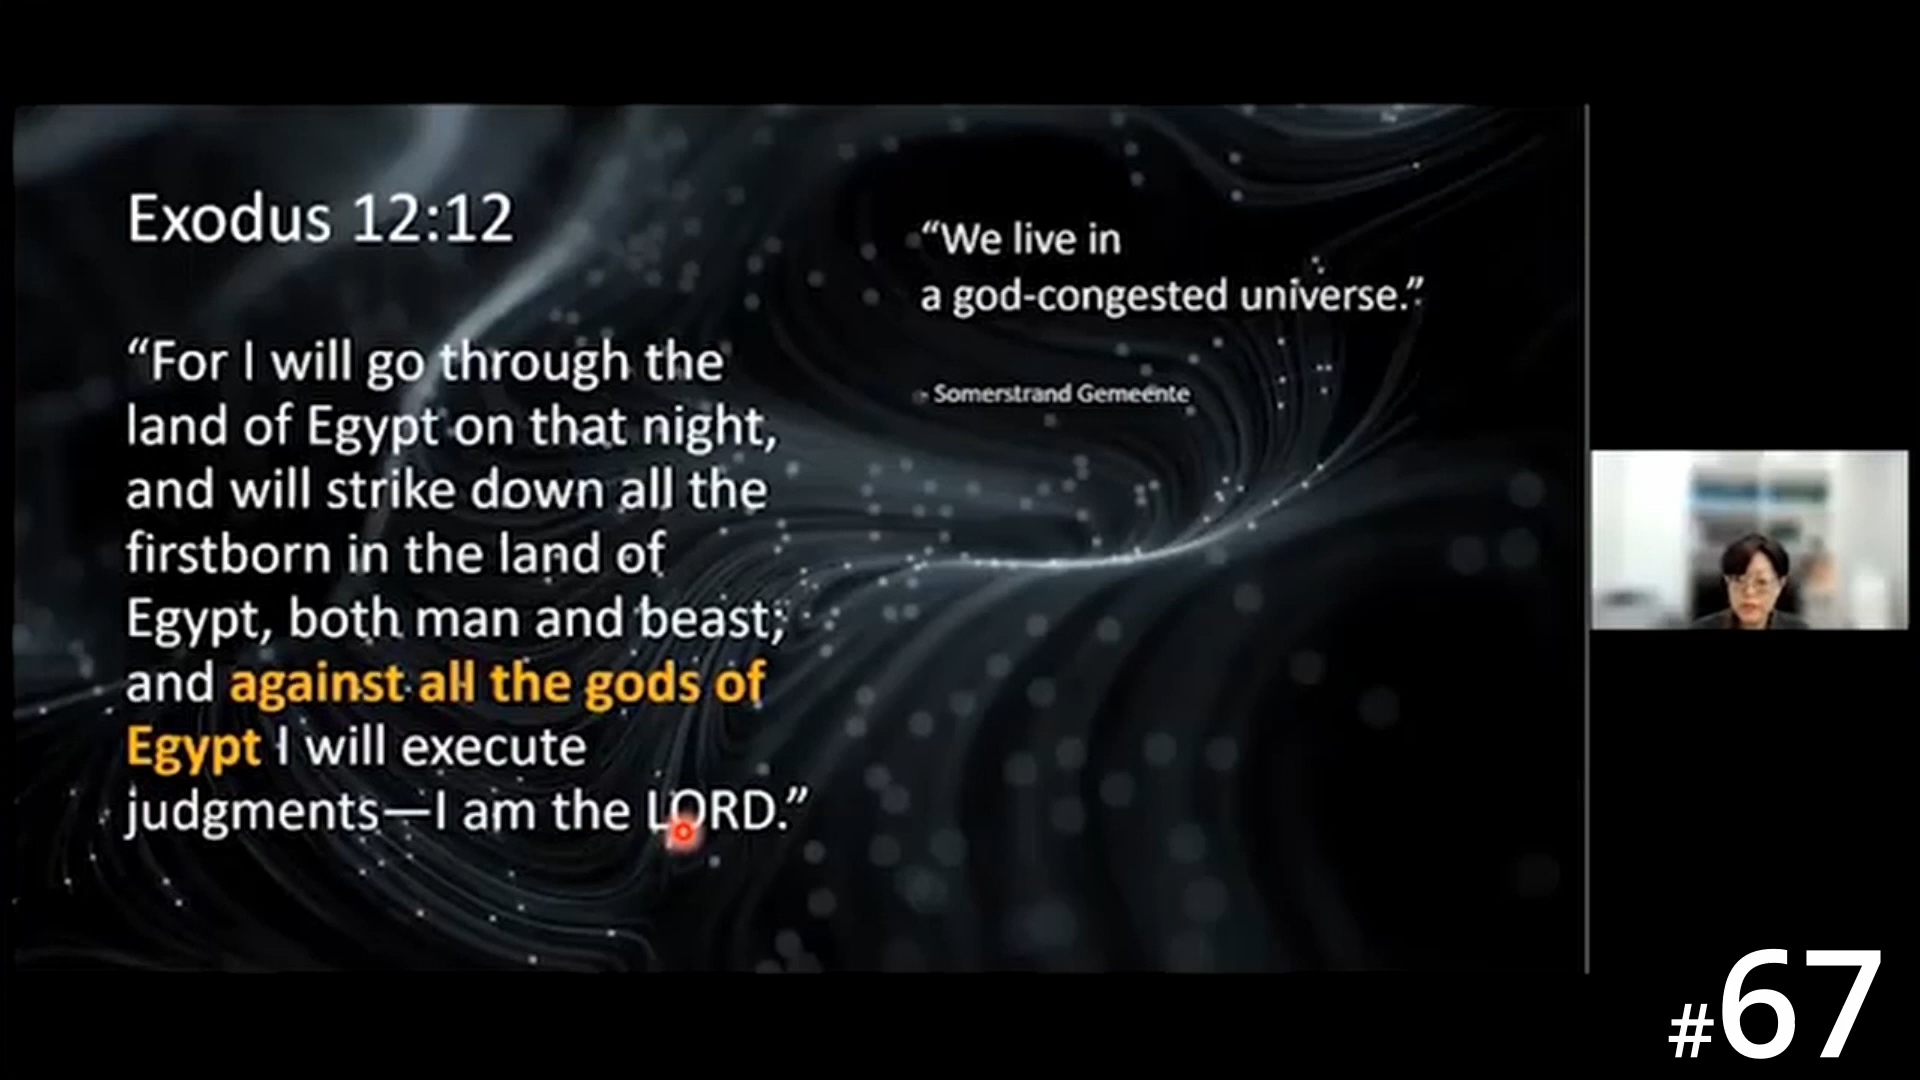 Exodus 12:12
“For I will go through the
land of Egypt on that night,
and will strike down all the
firstborn in the land of
Egypt, both man and beast;
and against all the gods of
Egypt I will execute
judgments—I am the LORD.”
“We live in
a god-congested universe.”
- Somerstrand Gemeente
#67